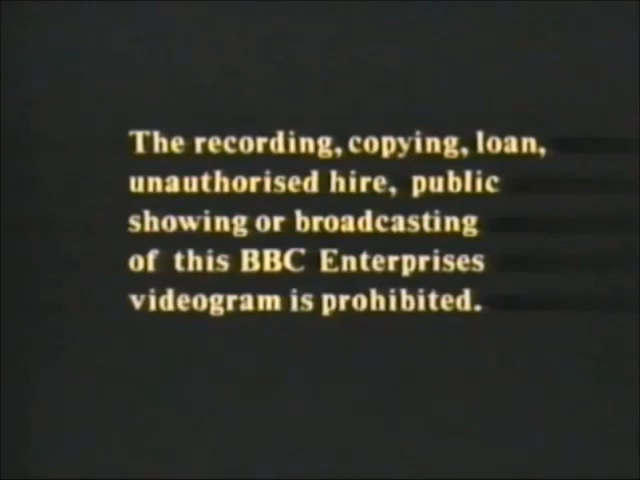 The recording, copying, loan,
unauthorised hire, public
showing or broadcasting
of this BBC Enterprises
videogram is prohibited.